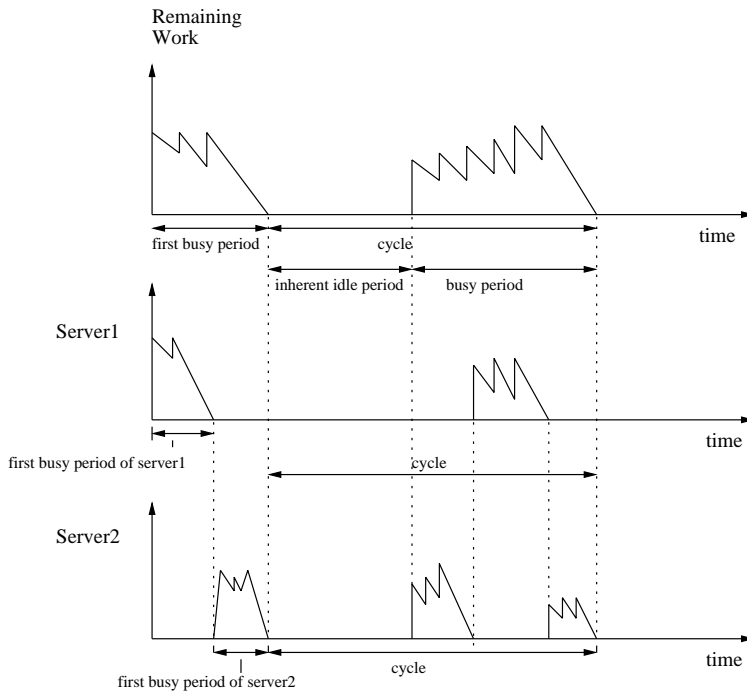 Remaining
Work
time
first busy period
cycle
inherent idle period
busy period
Server1
time
first busy period of server1
cycle
Server2
time
cycle
first busy period of server2